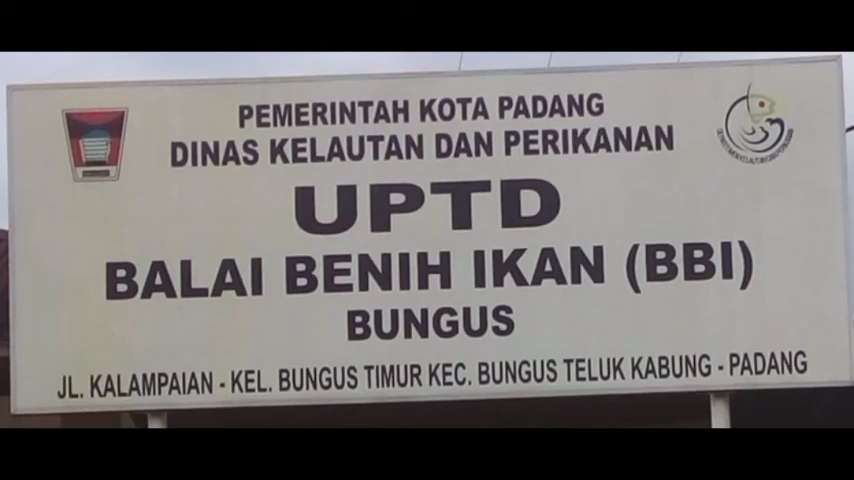 PEMERINTAH KOTA PADANG
DINAS KELAUTAN DAN PERIKANAN
UPTD
BALAI BENIH IKAN (BBI)
BUNGUS
JL. KALAMPAIAN - KEL. BUNGUS TIMUR KEC. BUNGUS TELUK KABUNG - PADANG